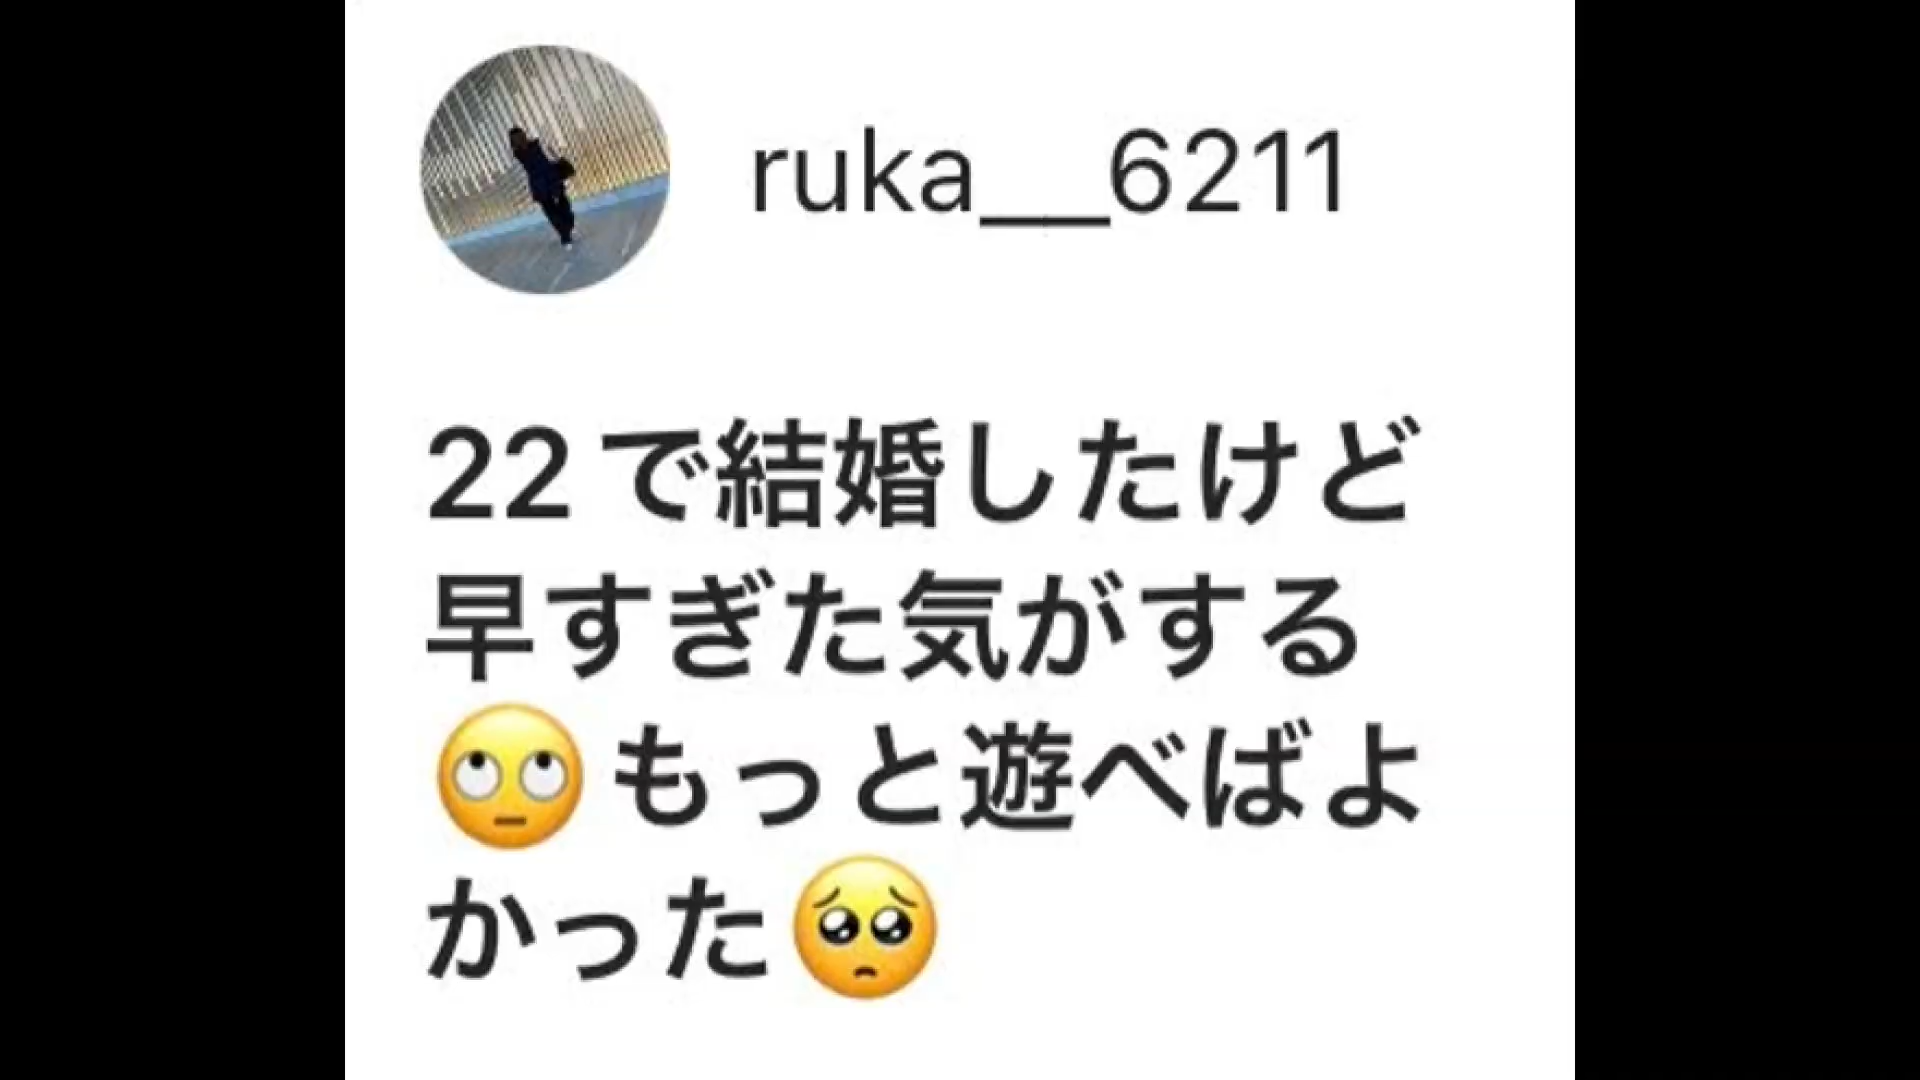 ruka__6211
22で結婚したけど
早すぎた気がする
🙄もっと遊べばよ
かった🥺